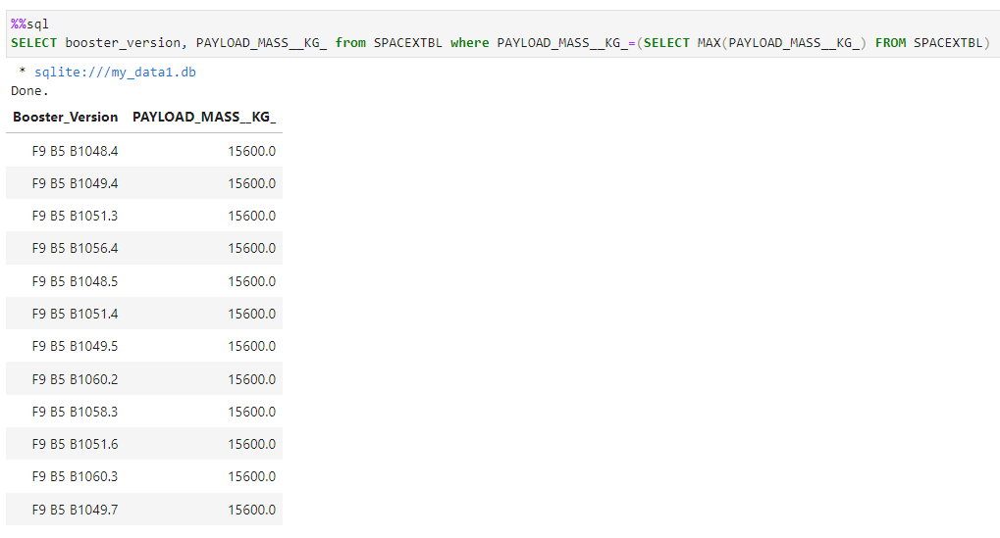 %%sql
SELECT booster_version, PAYLOAD_MASS__KG_ from SPACEXTBL where PAYLOAD_MASS__KG_=(SELECT MAX(PAYLOAD_MASS__KG_) FROM SPACEXTBL)
* sqlite:///my_data1.db
Done.
Booster_Version PAYLOAD_MASS__KG_
F9 B5 B1048.4 15600.0
F9 B5 B1049.4 15600.0
F9 B5 B1051.3 15600.0
F9 B5 B1056.4 15600.0
F9 B5 B1048.5 15600.0
F9 B5 B1051.4 15600.0
F9 B5 B1049.5 15600.0
F9 B5 B1060.2 15600.0
F9 B5 B1058.3 15600.0
F9 B5 B1051.6 15600.0
F9 B5 B1060.3 15600.0
F9 B5 B1049.7 15600.0